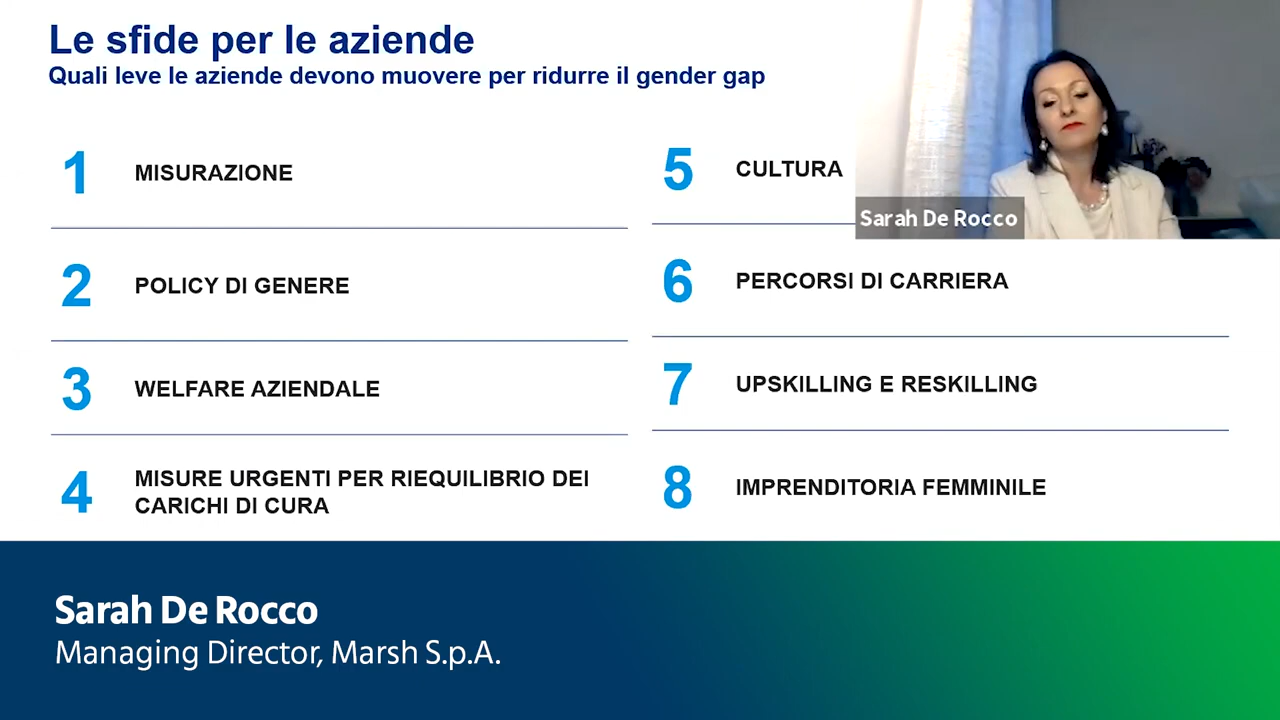 Le sfide per le aziende
Quali leve le aziende devono muovere per ridurre il gender gap
1 MISURAZIONE
2 POLICY DI GENERE
3 WELFARE AZIENDALE
4 MISURE URGENTI PER RIEQUILIBRIO DEI
CARICHI DI CURA
5 CULTURA
6 PERCORSI DI CARRIERA
7 UPSKILLING E RESKILLING
8 IMPRENDITORIA FEMMINILE
Sarah De Rocco
Sarah De Rocco
Managing Director, Marsh S.p.A.